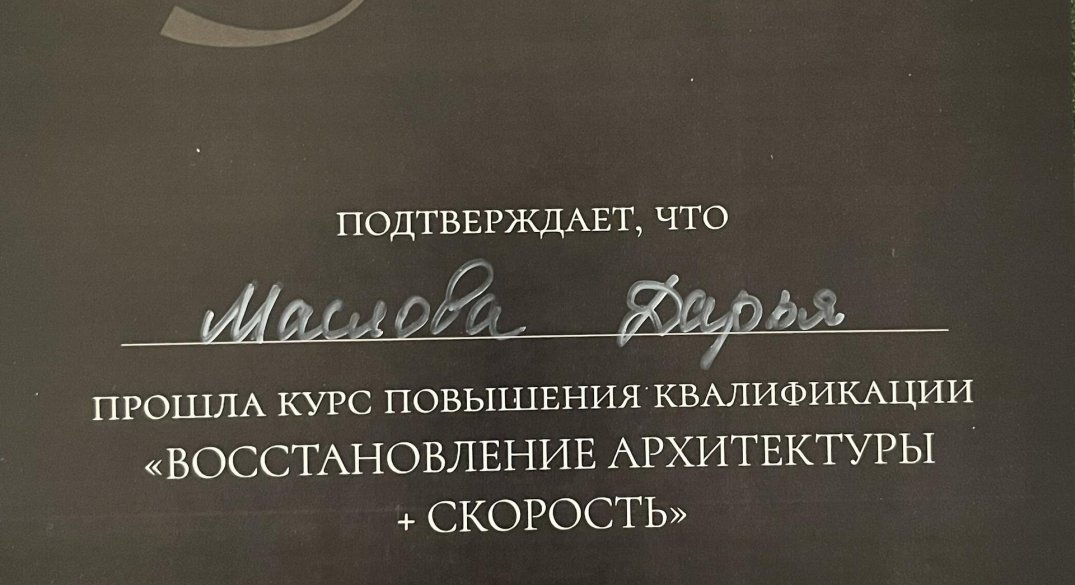 ПОДТВЕРЖДАЕТ, ЧТО
Маслова Дарья
ПРОШЛА КУРС ПОВЫШЕНИЯ КВАЛИФИКАЦИИ
«ВОССТАНОВЛЕНИЕ АРХИТЕКТУРЫ
+ СКОРОСТЬ»